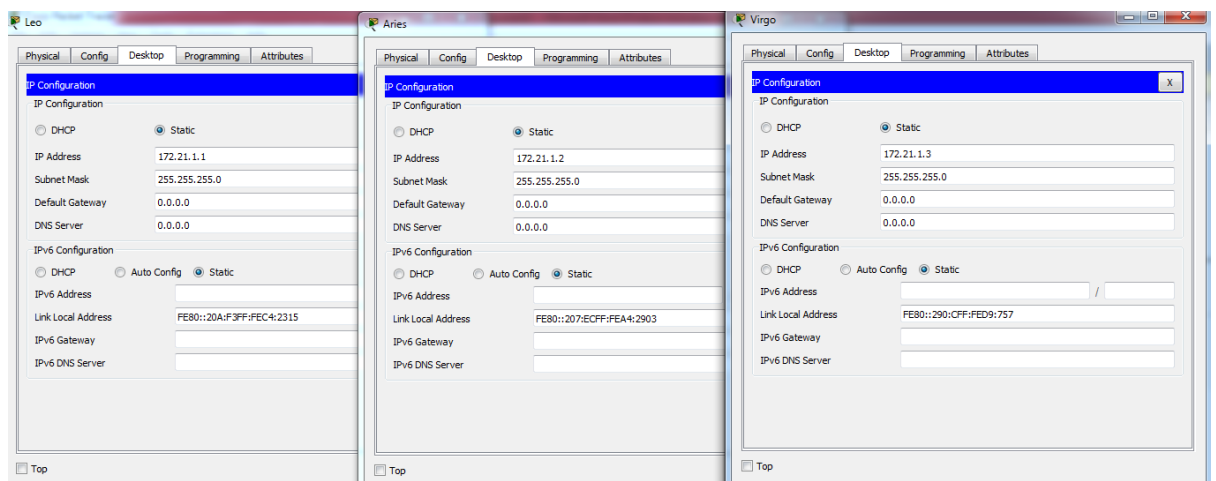 Leo
Physical Config Desktop Programming Attributes
IP Configuration
IP Configuration
DHCP Static
IP Address 172.21.1.1
Subnet Mask 255.255.255.0
Default Gateway 0.0.0.0
DNS Server 0.0.0.0
IPv6 Configuration
DHCP Auto Config Static
IPv6 Address
Link Local Address FE80::20A:F3FF:FEC4:2315
IPv6 Gateway
IPv6 DNS Server
Top
Aries
Physical Config Desktop Programming Attributes
IP Configuration
IP Configuration
DHCP Static
IP Address 172.21.1.2
Subnet Mask 255.255.255.0
Default Gateway 0.0.0.0
DNS Server 0.0.0.0
IPv6 Configuration
DHCP Auto Config Static
IPv6 Address
Link Local Address FE80::207:ECFF:FEA4:2903
IPv6 Gateway
IPv6 DNS Server
Top
Virgo
X
Physical Config Desktop Programming Attributes
IP Configuration X
IP Configuration
DHCP Static
IP Address 172.21.1.3
Subnet Mask 255.255.255.0
Default Gateway 0.0.0.0
DNS Server 0.0.0.0
IPv6 Configuration
DHCP Auto Config Static
IPv6 Address /
Link Local Address FE80::290:CFF:FED9:757
IPv6 Gateway
IPv6 DNS Server
Top